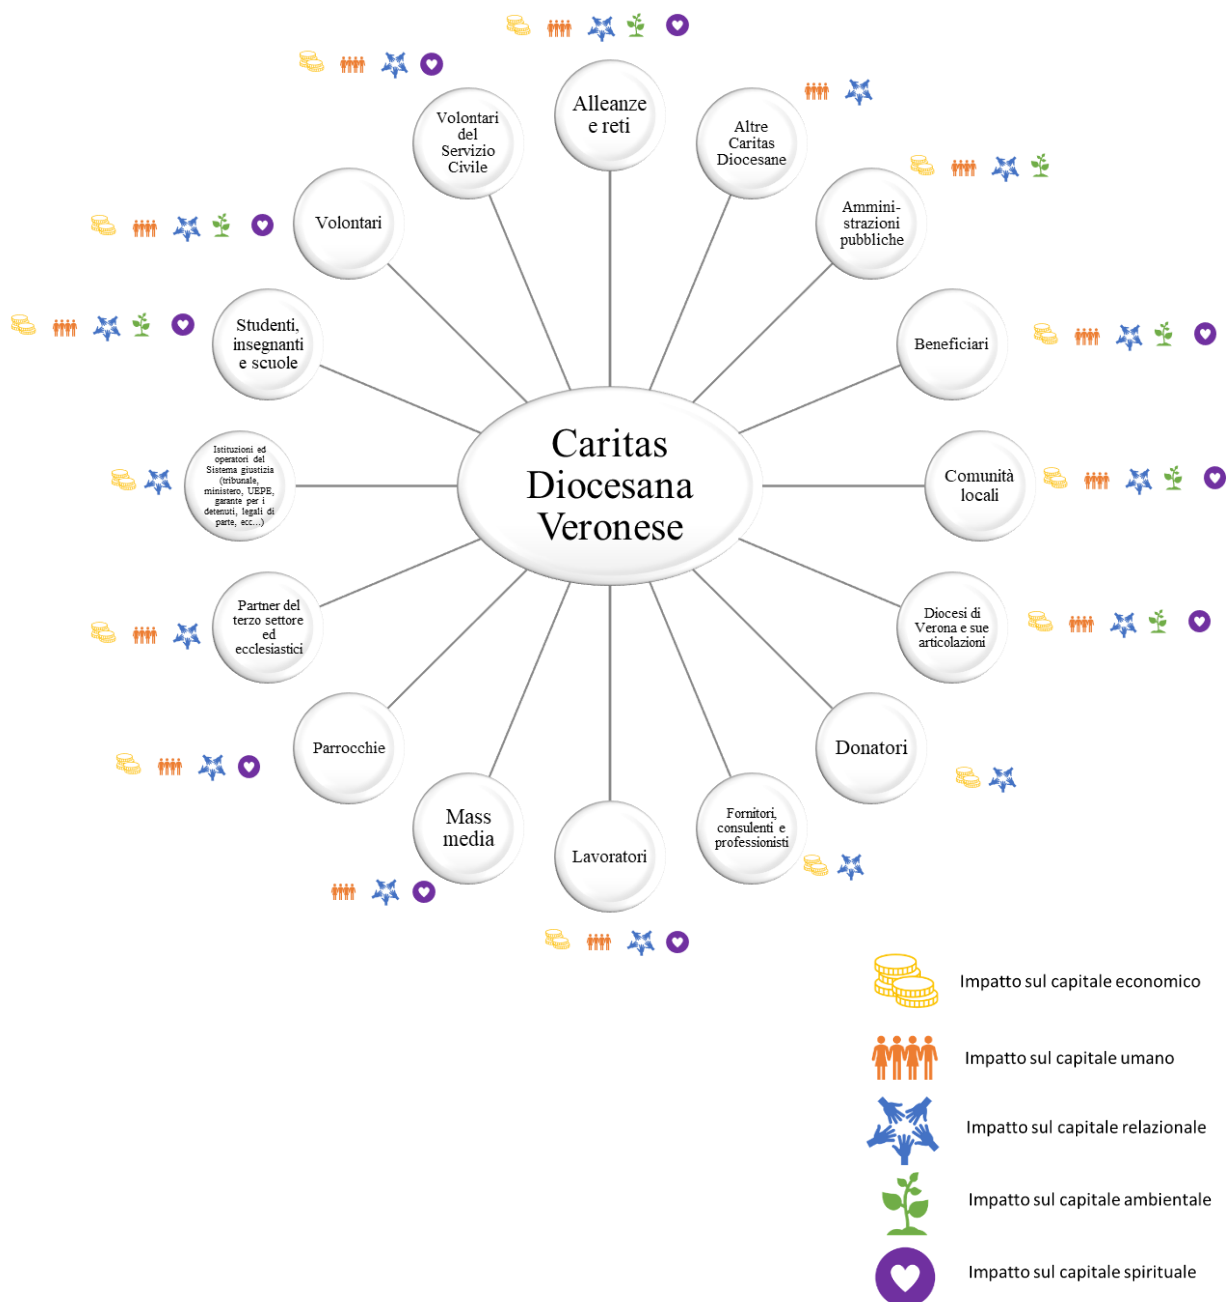 Alleanze
e reti
Altre
Caritas
Diocesane
Ammini-
strazioni
pubbliche
Beneficiari
Comunità
locali
Diocesi di
Verona e sue
articolazioni
Donatori
Fornitori,
consulenti e
professionisti
Lavoratori
Mass
media
Parrocchie
Partner del
terzo settore
ed
ecclesiastici
Istituzioni ed
operatori del
Sistema giustizia
(tribunale,
ministero, UEPE,
garante per i
detenuti, legali di
parte, ecc...)
Studenti,
insegnanti
e scuole
Volontari
Volontari
del
Servizio
Civile
Caritas
Diocesana
Veronese
Impatto sul capitale economico
Impatto sul capitale umano
Impatto sul capitale relazionale
Impatto sul capitale ambientale
Impatto sul capitale spirituale